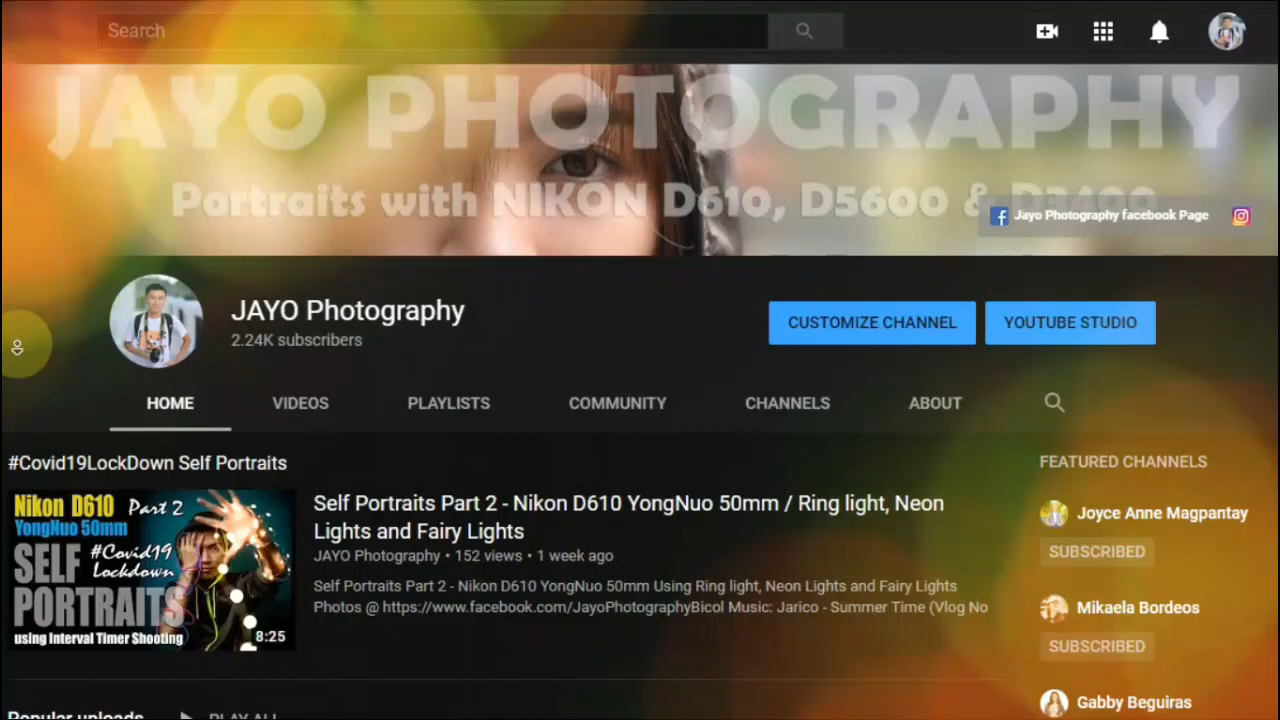 Search
JAYO PHOTOGRAPHY
Portraits with NIKON D610, D5600 & D3400
Jayo Photography facebook Page
JAYO Photography
2.24K subscribers
CUSTOMIZE CHANNEL
YOUTUBE STUDIO
HOME
VIDEOS
PLAYLISTS
COMMUNITY
CHANNELS
ABOUT
#Covid19LockDown Self Portraits
Nikon D610 Part 2
YongNuo 50mm
#Covid19
Lockdown
SELF
PORTRAITS
using Interval Timer Shooting
8:25
Self Portraits Part 2 - Nikon D610 YongNuo 50mm / Ring light, Neon
Lights and Fairy Lights
JAYO Photography • 152 views • 1 week ago
Self Portraits Part 2 - Nikon D610 YongNuo 50mm Using Ring light, Neon Lights and Fairy Lights
Photos @ https://www.facebook.com/JayoPhotographyBicol Music: Jarico - Summer Time (Vlog No
FEATURED CHANNELS
Joyce Anne Magpantay
SUBSCRIBED
Mikaela Bordeos
SUBSCRIBED
Gabby Beguiras
Popular uploads
PLAY ALL